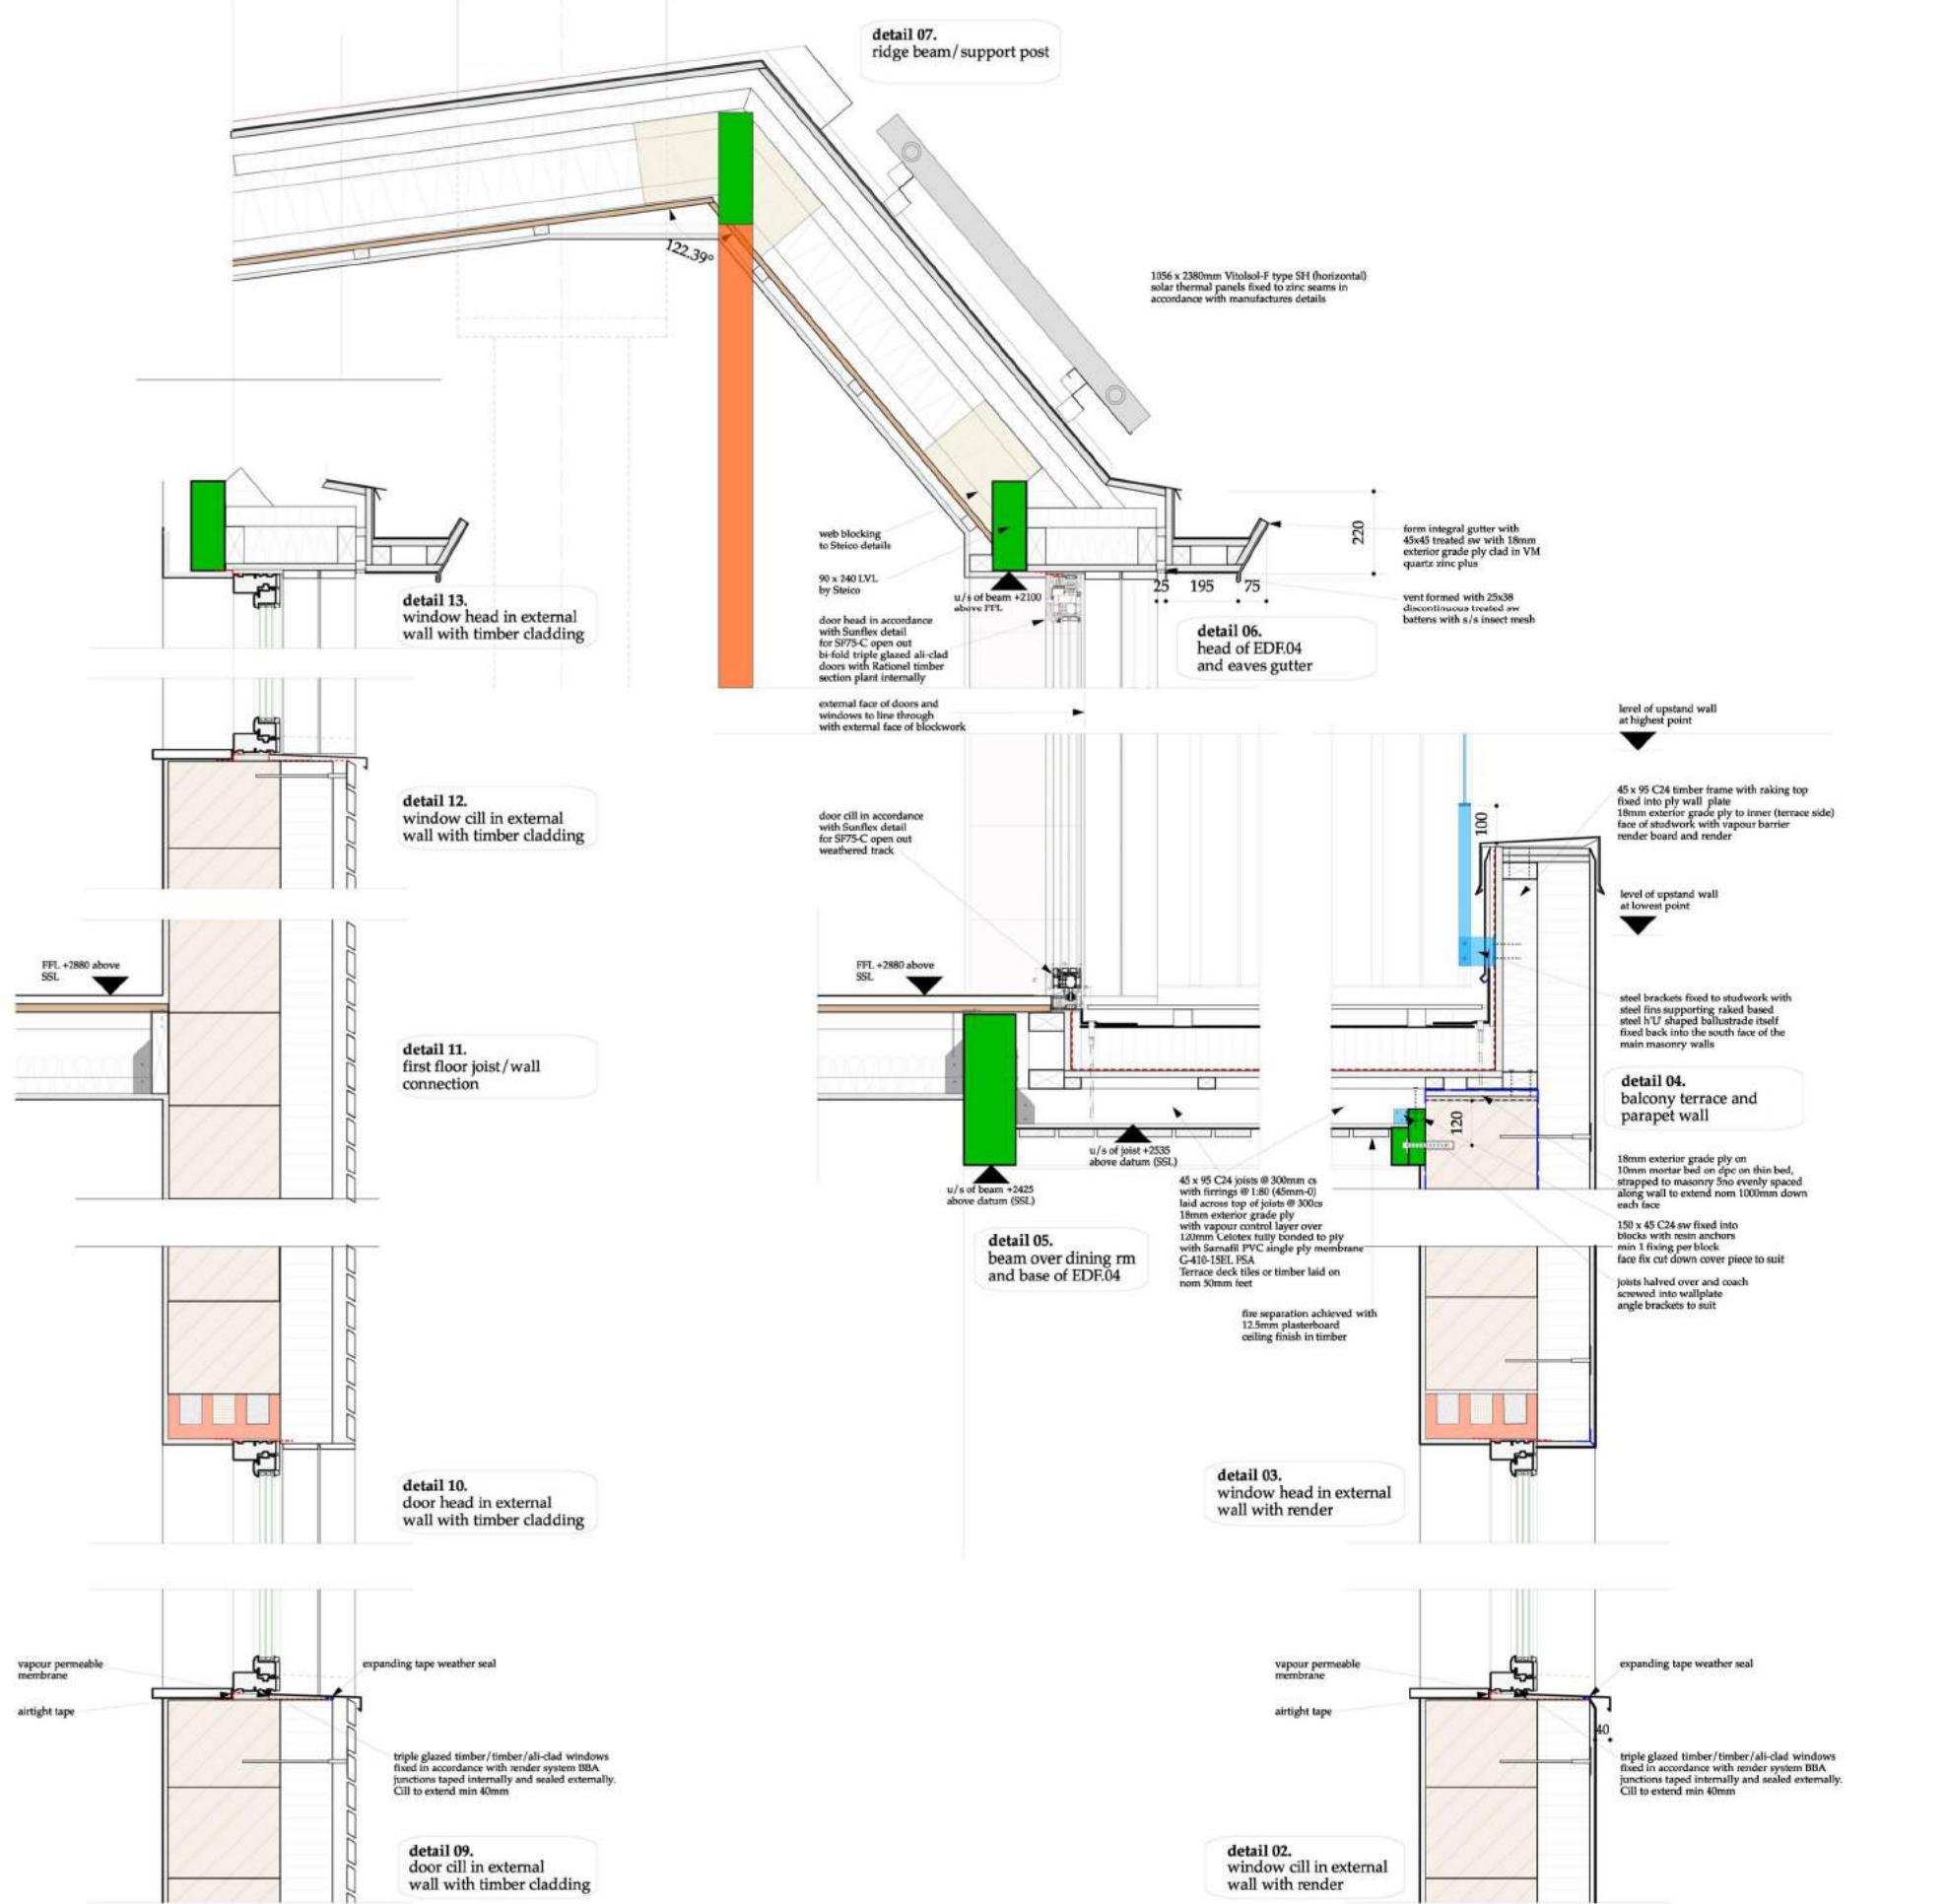 detail 07.
ridge beam/support post
122.39°
1056 x 2380mm Vitolsol-F type SH (horizontal)
solar thermal panels fixed to zinc seams in
accordance with manufactures details
web blocking
to Steico details
90 x 240 LVL
by Steico
u/s of beam +2100
above FFL
door head in accordance
with Sunflex detail
for SF75-C open out
bi-fold triple glazed ali-clad
doors with Rationel timber
section plant internally
external face of doors and
windows to line through
with external face of blockwork
220
25
195
75
form integral gutter with
45x45 treated sw with 18mm
exterior grade ply clad in VM
quartz zinc plus
vent formed with 25x38
discontinuous treated sw
battens with s/s insect mesh
detail 06.
head of EDF.04
and eaves gutter
detail 13.
window head in external
wall with timber cladding
detail 12.
window cill in external
wall with timber cladding
door cill in accordance
with Sunflex detail
for SF75-C open out
weathered track
level of upstand wall
at highest point
100
45 x 95 C24 timber frame with raking top
fixed into ply wall plate
18mm exterior grade ply to inner (terrace side)
face of studwork with vapour barrier
render board and render
level of upstand wall
at lowest point
FFL +2880 above
SSL
FFL +2880 above
SSL
steel brackets fixed to studwork with
steel fins supporting raked based
steel h'U' shaped ballustrade itself
fixed back into the south face of the
main masonry walls
detail 11.
first floor joist/wall
connection
detail 04.
balcony terrace and
parapet wall
120
u/s of joist +2535
above datum (SSL)
u/s of beam +2425
above datum (SSL)
18mm exterior grade ply on
10mm mortar bed on dpc on thin bed,
strapped to masonry 5no evenly spaced
along wall to extend nom 1000mm down
each face
45 x 95 C24 joists @ 300mm cs
with firrings @ 1:80 (45mm-0)
laid across top of joists @ 300cs
18mm exterior grade ply
with vapour control layer over
120mm Celotex fully bonded to ply
with Sarnafil PVC single ply membrane
G-410-15EL FSA
Terrace deck tiles or timber laid on
nom 50mm feet
150 x 45 C24 sw fixed into
blocks with resin anchors
min 1 fixing per block
face fix cut down cover piece to suit
joists halved over and coach
screwed into wallplate
angle brackets to suit
detail 05.
beam over dining rm
and base of EDF.04
fire separation achieved with
12.5mm plasterboard
ceiling finish in timber
detail 10.
door head in external
wall with timber cladding
detail 03.
window head in external
wall with render
vapour permeable
membrane
airtight tape
expanding tape weather seal
triple glazed timber/timber/ali-clad windows
fixed in accordance with render system BBA
junctions taped internally and sealed externally.
Cill to extend min 40mm
detail 09.
door cill in external
wall with timber cladding
vapour permeable
membrane
airtight tape
expanding tape weather seal
40
triple glazed timber/timber/ali-clad windows
fixed in accordance with render system BBA
junctions taped internally and sealed externally.
Cill to extend min 40mm
detail 02.
window cill in external
wall with render